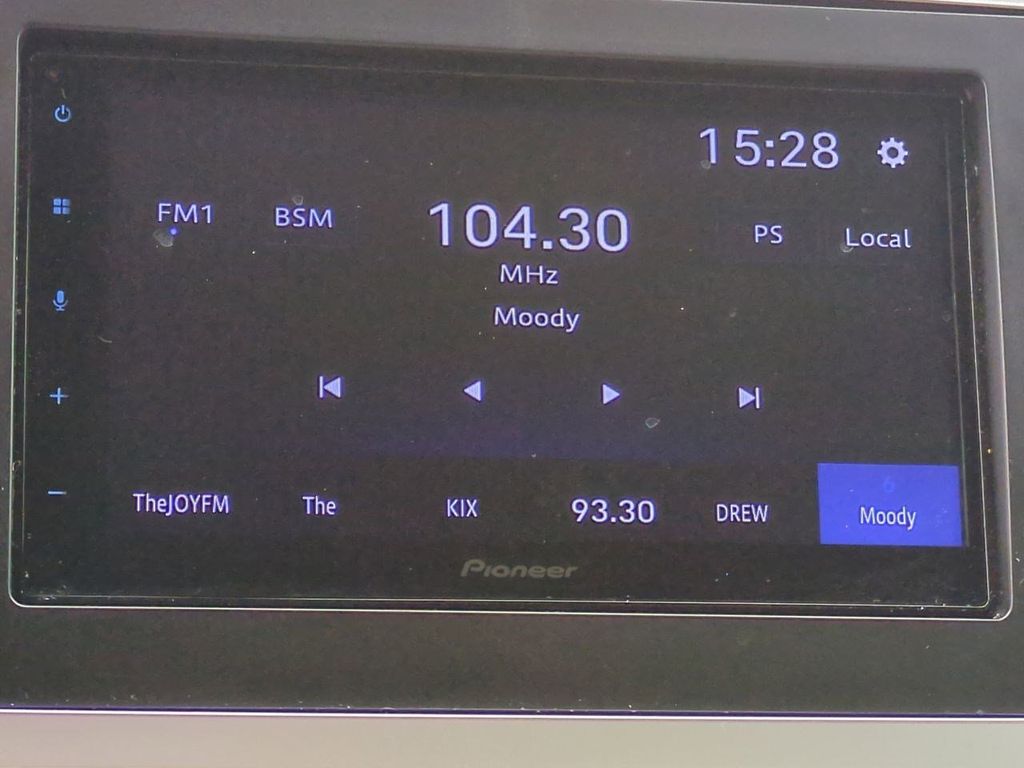 15:28
FM1 BSM 104.30 PS Local
MHz
Moody
6
TheJOYFM The KIX 93.30 DREW Moody
Pioneer